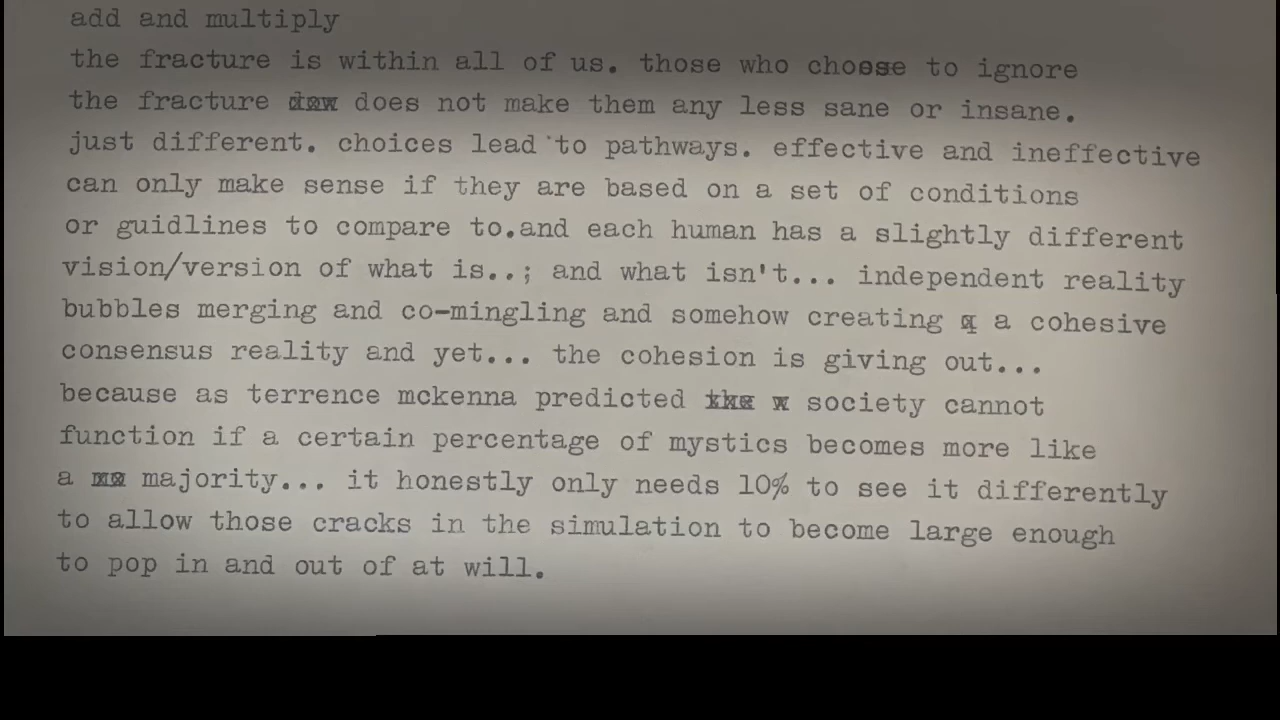 add and multiply
the fracture is within all of us. those who choose to ignore
the fracture does not make them any less sane or insane.
just different. choices lead to pathways. effective and ineffective
can only make sense if they are based on a set of conditions
or guidlines to compare to.and each human has a slightly different
vision/version of what is..; and what isn't... independent reality
bubbles merging and co-mingling and somehow creating a cohesive
consensus reality and yet... the cohesion is giving out...
because as terrence mckenna predicted society cannot
function if a certain percentage of mystics becomes more like
a majority... it honestly only needs 10% to see it differently
to allow those cracks in the simulation to become large enough
to pop in and out of at will.